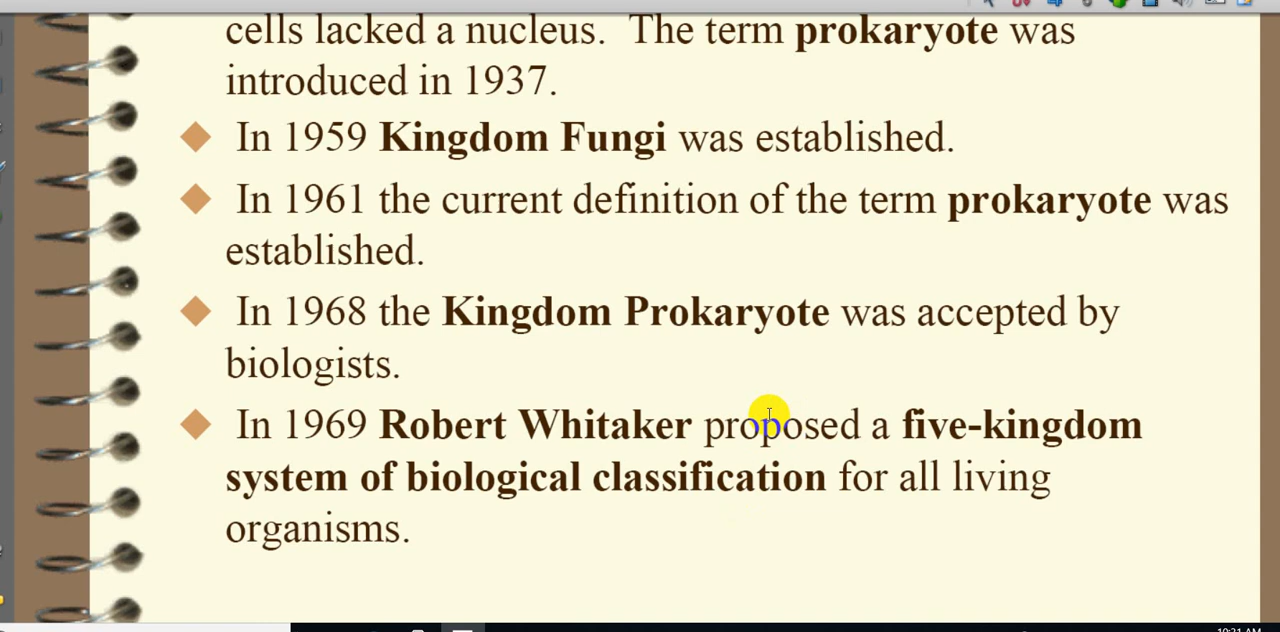 cells lacked a nucleus. The term prokaryote was
introduced in 1937.
In 1959 Kingdom Fungi was established.
In 1961 the current definition of the term prokaryote was
established.
In 1968 the Kingdom Prokaryote was accepted by
biologists.
In 1969 Robert Whitaker proposed a five-kingdom
system of biological classification for all living
organisms.